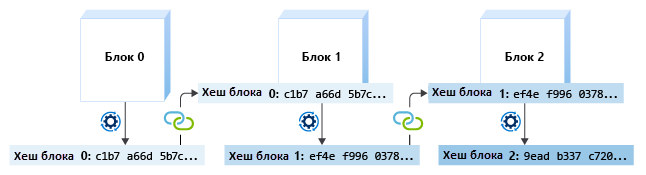 Блок 0
Блок 1
Блок 2
Хеш блока 0: c1b7 a66d 5b7c...
Хеш блока 1: ef4e f996 0378...
Хеш блока 0: c1b7 a66d 5b7c...
Хеш блока 1: ef4e f996 0378...
Хеш блока 2: 9ead b337 c720...